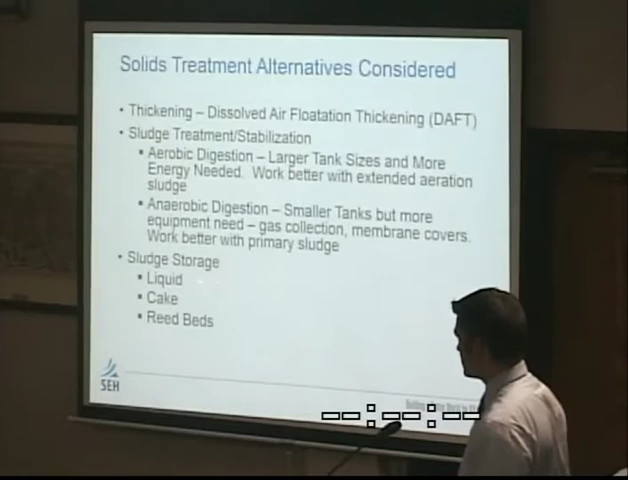 Solids Treatment Alternatives Considered
• Thickening – Dissolved Air Floatation Thickening (DAFT)
• Sludge Treatment/Stabilization
▪ Aerobic Digestion – Larger Tank Sizes and More
Energy Needed. Work better with extended aeration
sludge
▪ Anaerobic Digestion – Smaller Tanks but more
equipment need – gas collection, membrane covers.
Work better with primary sludge
• Sludge Storage
▪ Liquid
▪ Cake
▪ Reed Beds
SEH
--:--:--